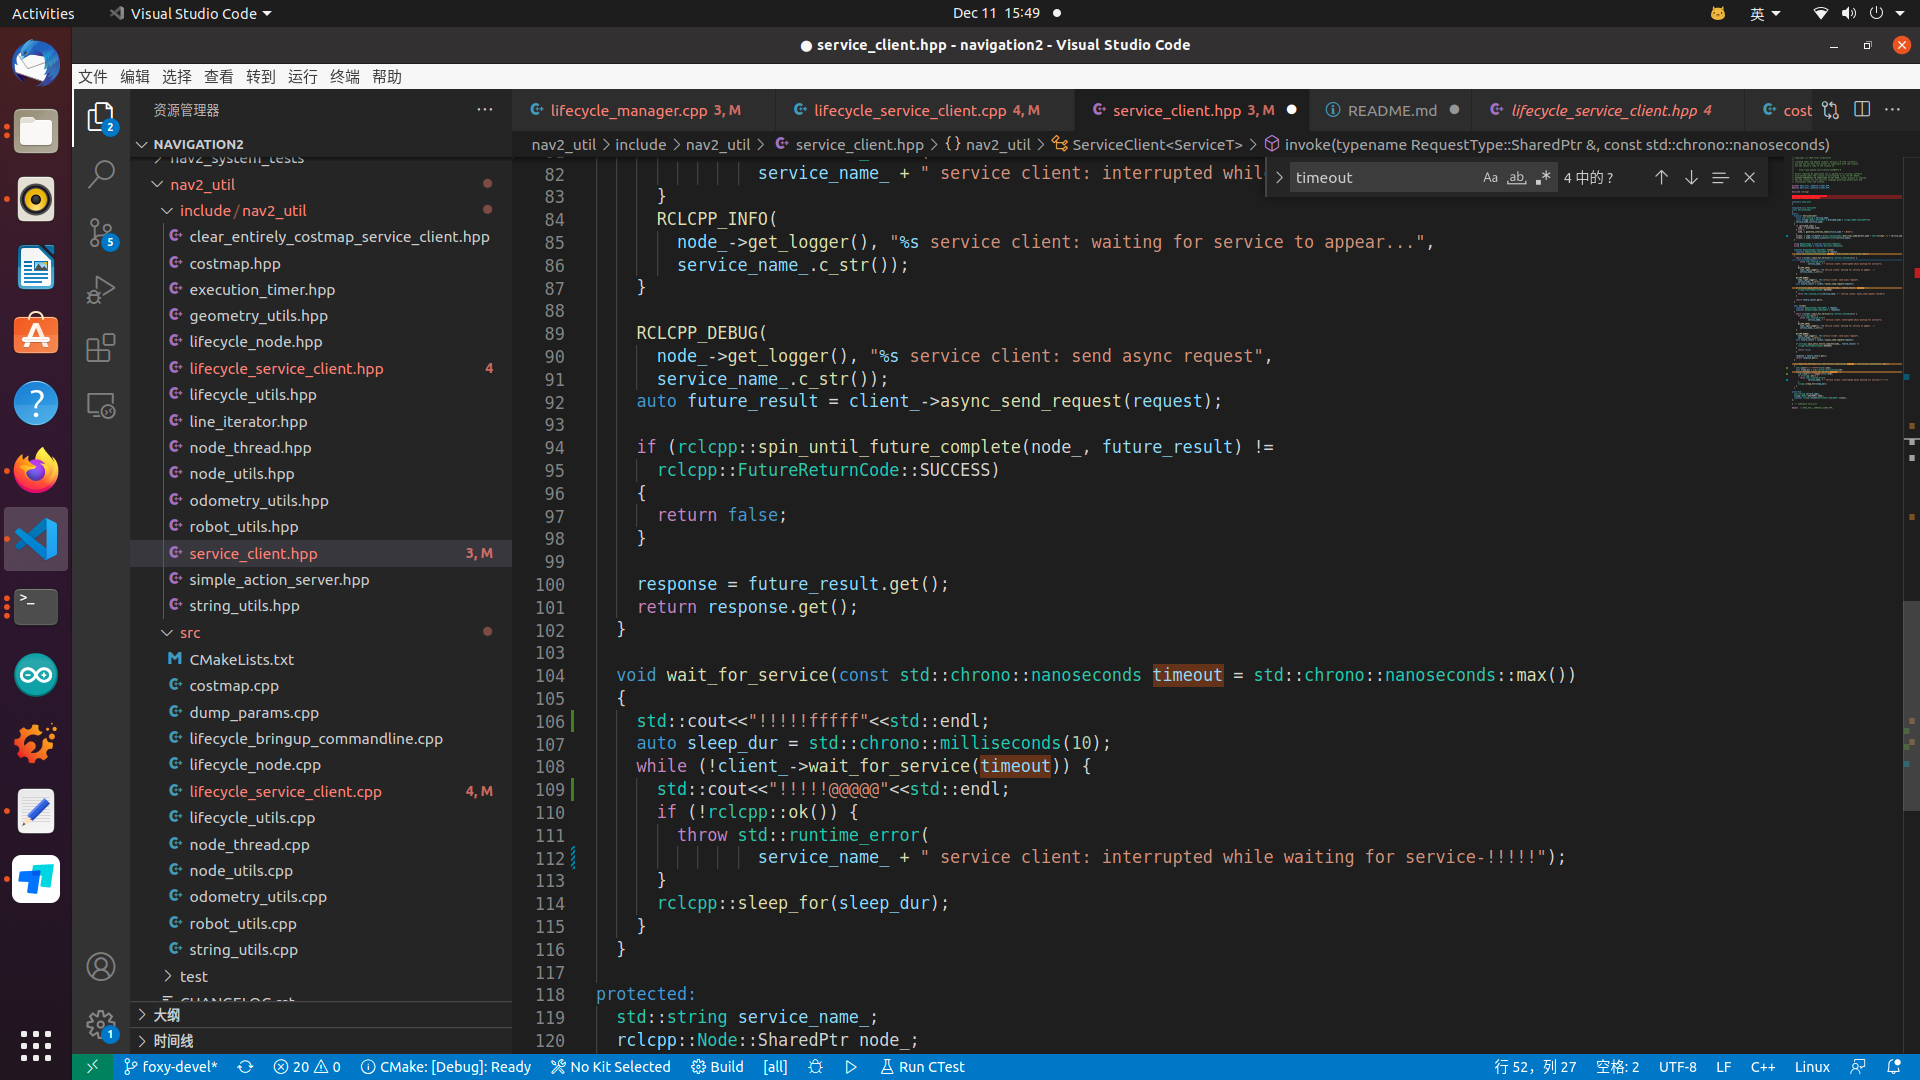 Activities
Visual Studio Code
Dec 11 15:49
英
service_client.hpp - navigation2 - Visual Studio Code
文件 编辑 选择 查看 转到 运行 终端 帮助
资源管理器
lifecycle_manager.cpp 3, M
lifecycle_service_client.cpp 4, M
service_client.hpp 3, M
README.md
lifecycle_service_client.hpp 4
cost
NAVIGATION2
nav2_util > include > nav2_util > service_client.hpp > {} nav2_util > ServiceClient<ServiceT> > invoke(typename RequestType::SharedPtr &, const std::chrono::nanoseconds)
timeout
Aa ab
4 中的 ?
nav2_system_tests
nav2_util
include / nav2_util
clear_entirely_costmap_service_client.hpp
costmap.hpp
execution_timer.hpp
geometry_utils.hpp
lifecycle_node.hpp
lifecycle_service_client.hpp 4
lifecycle_utils.hpp
line_iterator.hpp
node_thread.hpp
node_utils.hpp
odometry_utils.hpp
robot_utils.hpp
service_client.hpp 3, M
simple_action_server.hpp
string_utils.hpp
src
CMakeLists.txt
costmap.cpp
dump_params.cpp
lifecycle_bringup_commandline.cpp
lifecycle_node.cpp
lifecycle_service_client.cpp 4, M
lifecycle_utils.cpp
node_thread.cpp
node_utils.cpp
odometry_utils.cpp
robot_utils.cpp
string_utils.cpp
test
CHANGELOG.rst
大纲
时间线
2
5
1
82 service_name_ + " service client: interrupted whil
83 }
84 RCLCPP_INFO(
85 node_->get_logger(), "%s service client: waiting for service to appear...",
86 service_name_.c_str());
87 }
88
89 RCLCPP_DEBUG(
90 node_->get_logger(), "%s service client: send async request",
91 service_name_.c_str());
92 auto future_result = client_->async_send_request(request);
93
94 if (rclcpp::spin_until_future_complete(node_, future_result) !=
95 rclcpp::FutureReturnCode::SUCCESS)
96 {
97 return false;
98 }
99
100 response = future_result.get();
101 return response.get();
102 }
103
104 void wait_for_service(const std::chrono::nanoseconds timeout = std::chrono::nanoseconds::max())
105 {
106 std::cout<<"!!!!!fffff"<<std::endl;
107 auto sleep_dur = std::chrono::milliseconds(10);
108 while (!client_->wait_for_service(timeout)) {
109 std::cout<<"!!!!!@@@@@"<<std::endl;
110 if (!rclcpp::ok()) {
111 throw std::runtime_error(
112 service_name_ + " service client: interrupted while waiting for service-!!!!!");
113 }
114 rclcpp::sleep_for(sleep_dur);
115 }
116 }
117
118 protected:
119 std::string service_name_;
120 rclcpp::Node::SharedPtr node_;
foxy-devel* 20 0 CMake: [Debug]: Ready No Kit Selected Build [all] Run CTest
行 52, 列 27 空格: 2 UTF-8 LF C++ Linux